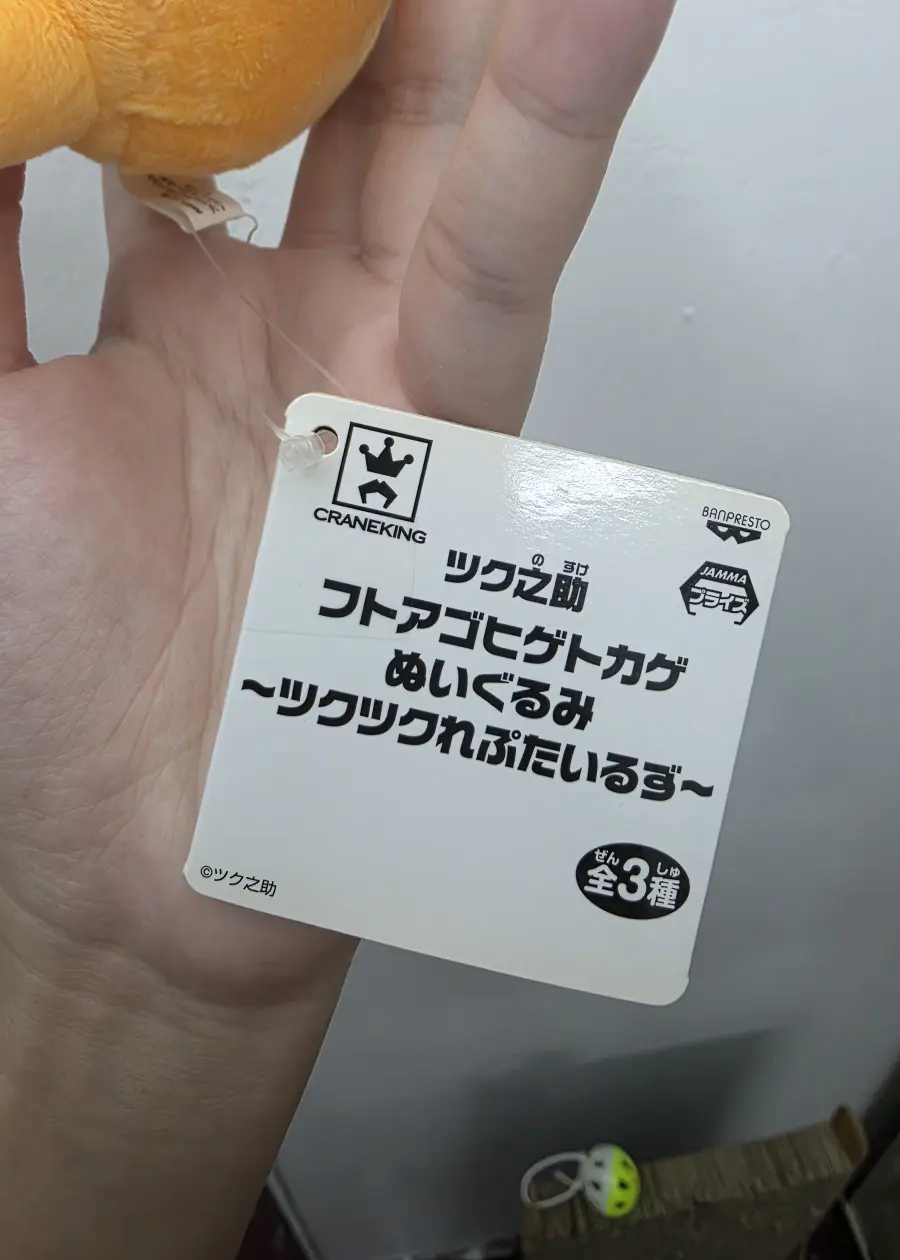 CRANEKING
BANPRESTO
JAMMA
プライズ
の すけ
ツク之助
フトアゴヒゲトカゲ
ぬいぐるみ
~ツクツクれぷたいるず~
ぜん しゅ
全3種
©ツク之助